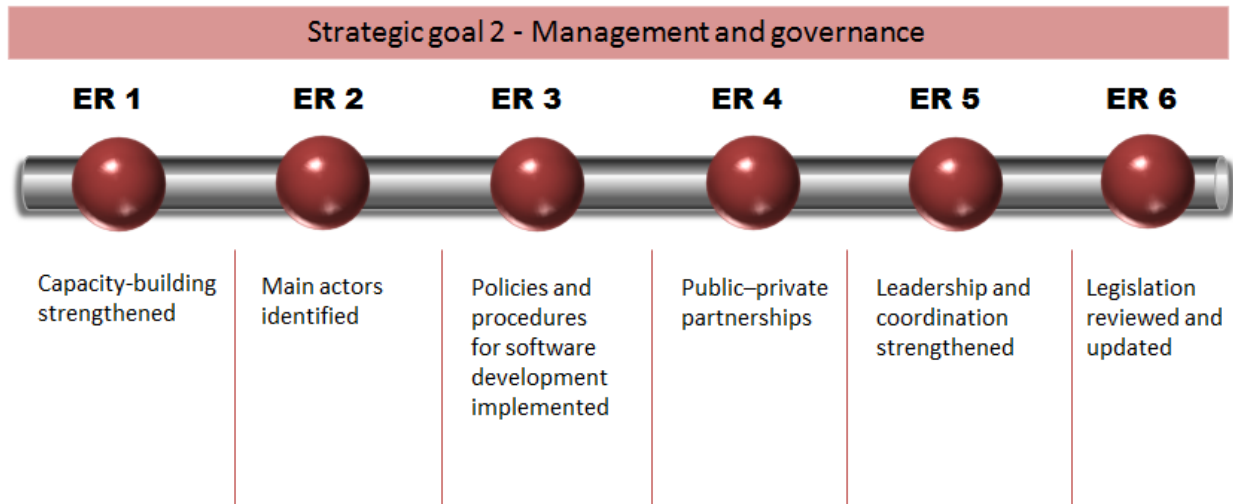 Strategic goal 2 - Management and governance
ER 1
ER 2
ER 3
ER 4
ER 5
ER 6
Capacity-building
strengthened
Main actors
identified
Policies and
procedures
for software
development
implemented
Public–private
partnerships
Leadership and
coordination
strengthened
Legislation
reviewed and
updated